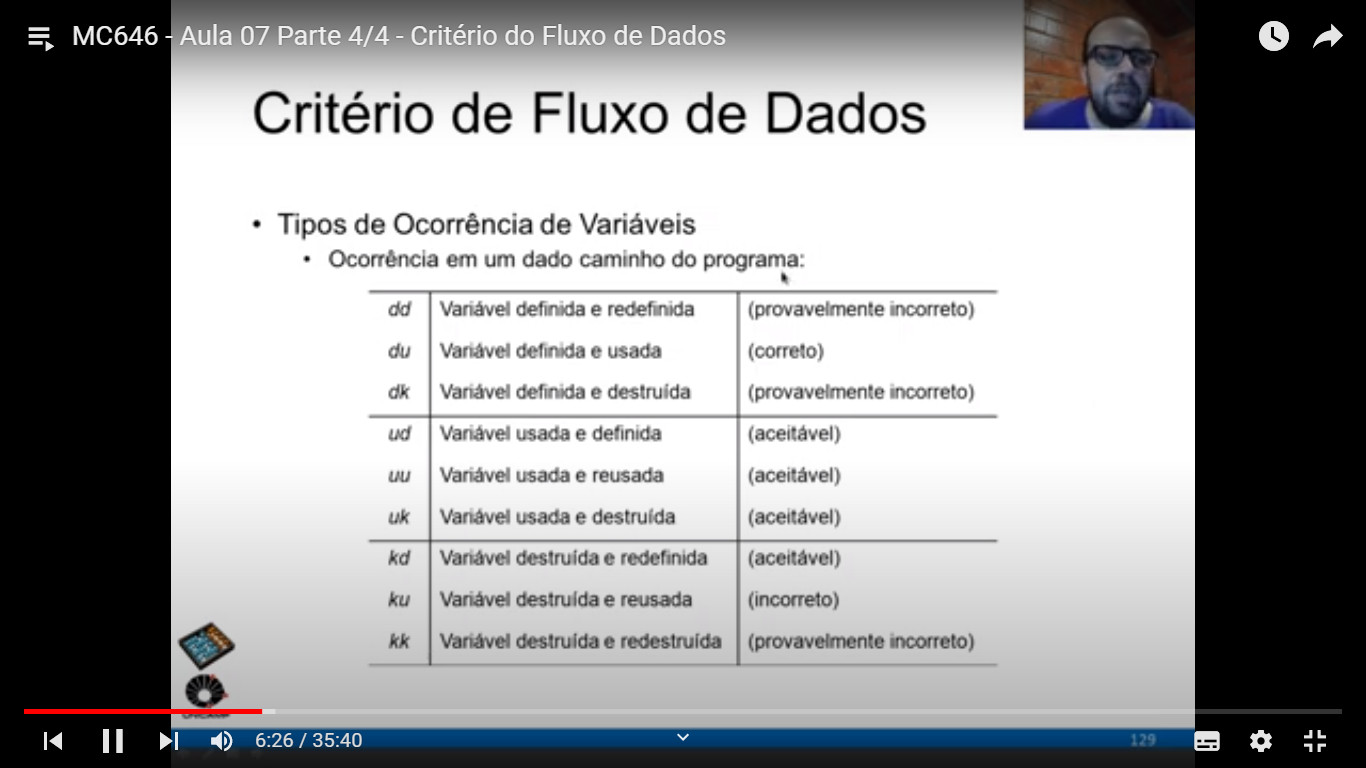 MC646 - Aula 07 Parte 4/4 - Critério do Fluxo de Dados
Critério de Fluxo de Dados
• Tipos de Ocorrência de Variáveis
• Ocorrência em um dado caminho do programa:
dd Variável definida e redefinida (provavelmente incorreto)
du Variável definida e usada (correto)
dk Variável definida e destruída (provavelmente incorreto)
ud Variável usada e definida (aceitável)
uu Variável usada e reusada (aceitável)
uk Variável usada e destruída (aceitável)
kd Variável destruída e redefinida (aceitável)
ku Variável destruída e reusada (incorreto)
kk Variável destruída e redestruída (provavelmente incorreto)
UNICAMP
6:26 / 35:40
129